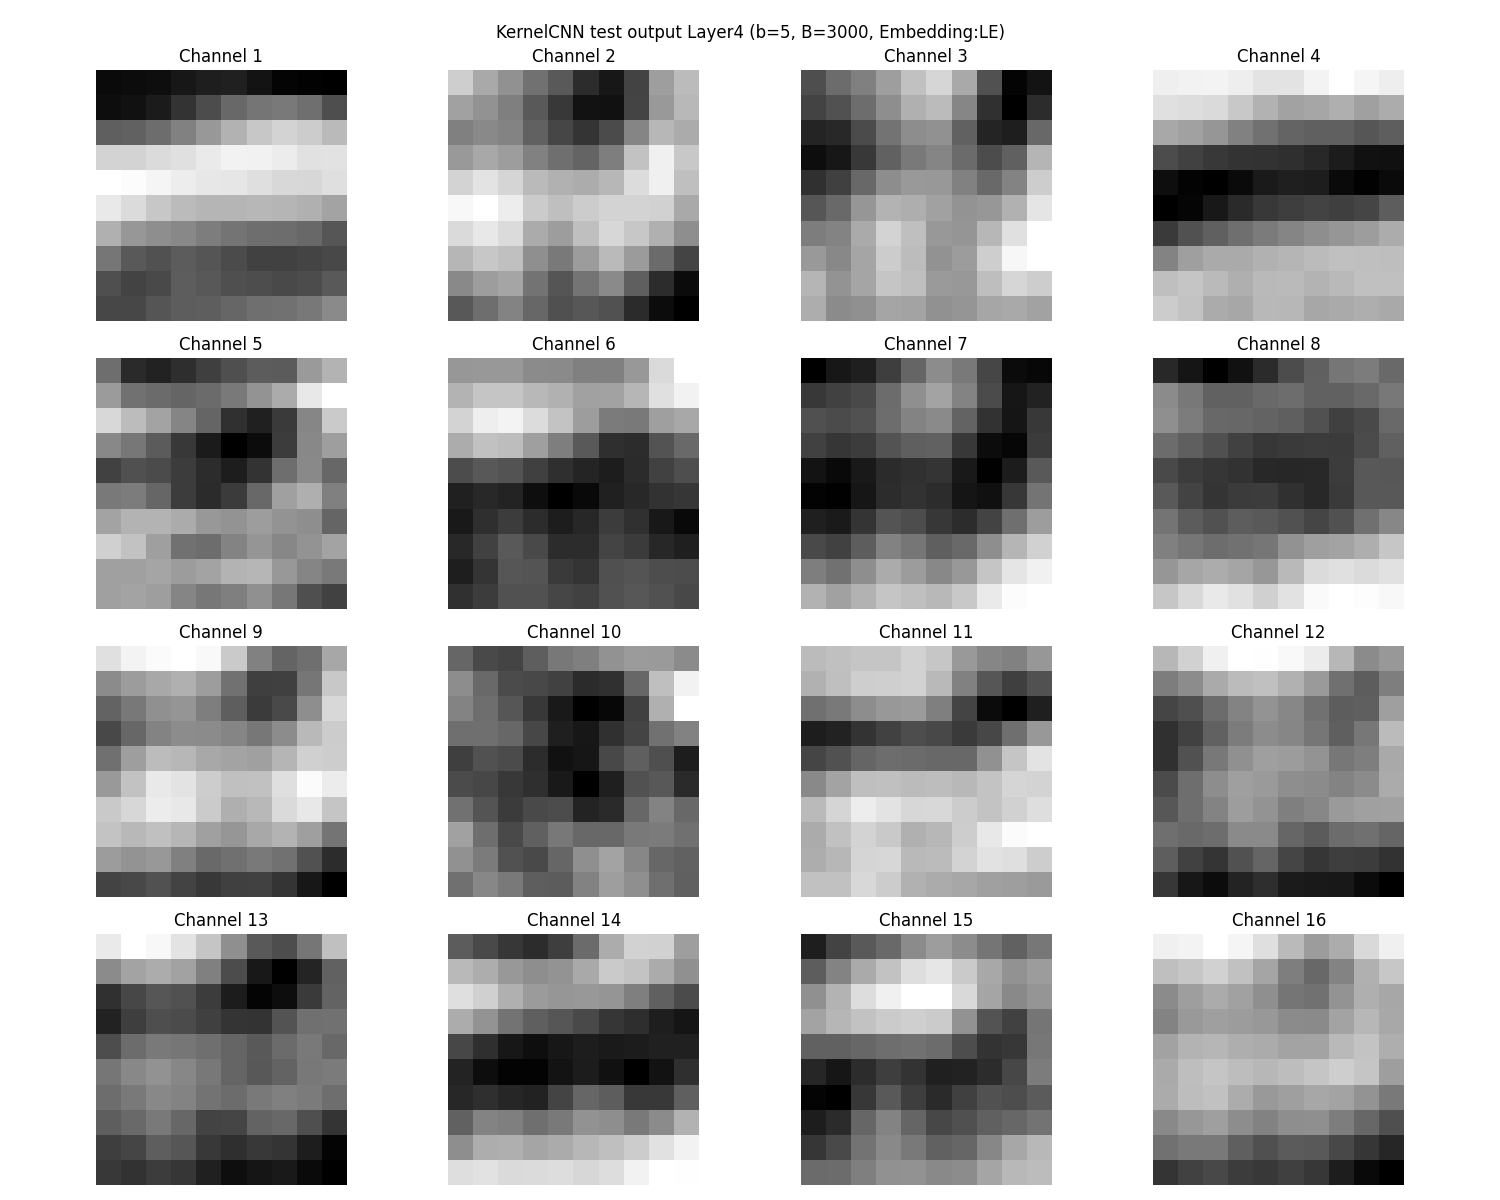 KernelCNN test output Layer4 (b=5, B=3000, Embedding:LE)
Channel 1
Channel 2
Channel 3
Channel 4
Channel 5
Channel 6
Channel 7
Channel 8
Channel 9
Channel 10
Channel 11
Channel 12
Channel 13
Channel 14
Channel 15
Channel 16